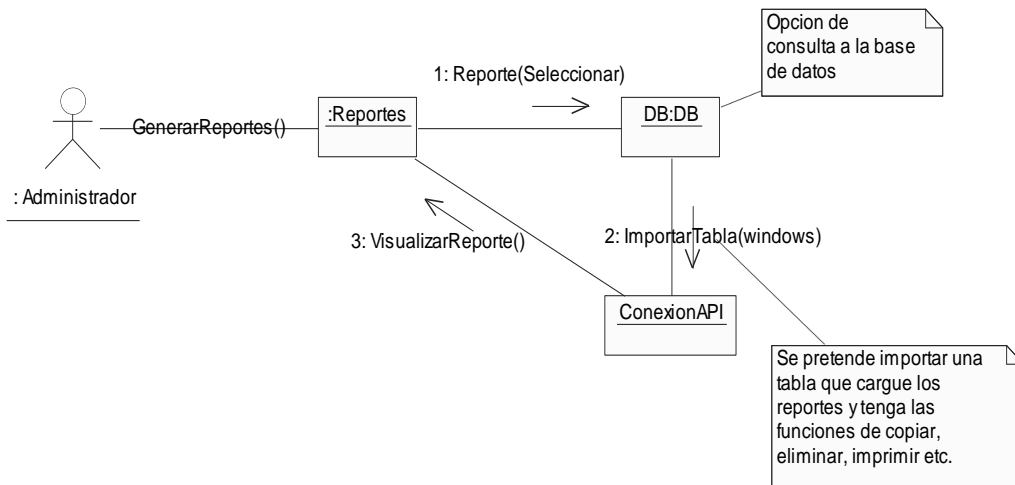 Opcion de
consulta a la base
de datos
1: Reporte(Seleccionar)
:Reportes
DB:DB
GenerarReportes()
: Administrador
3: VisualizarReporte()
2: ImportarTabla(windows)
ConexionAPI
Se pretende importar una
tabla que cargue los
reportes y tenga las
funciones de copiar,
eliminar, imprimir etc.